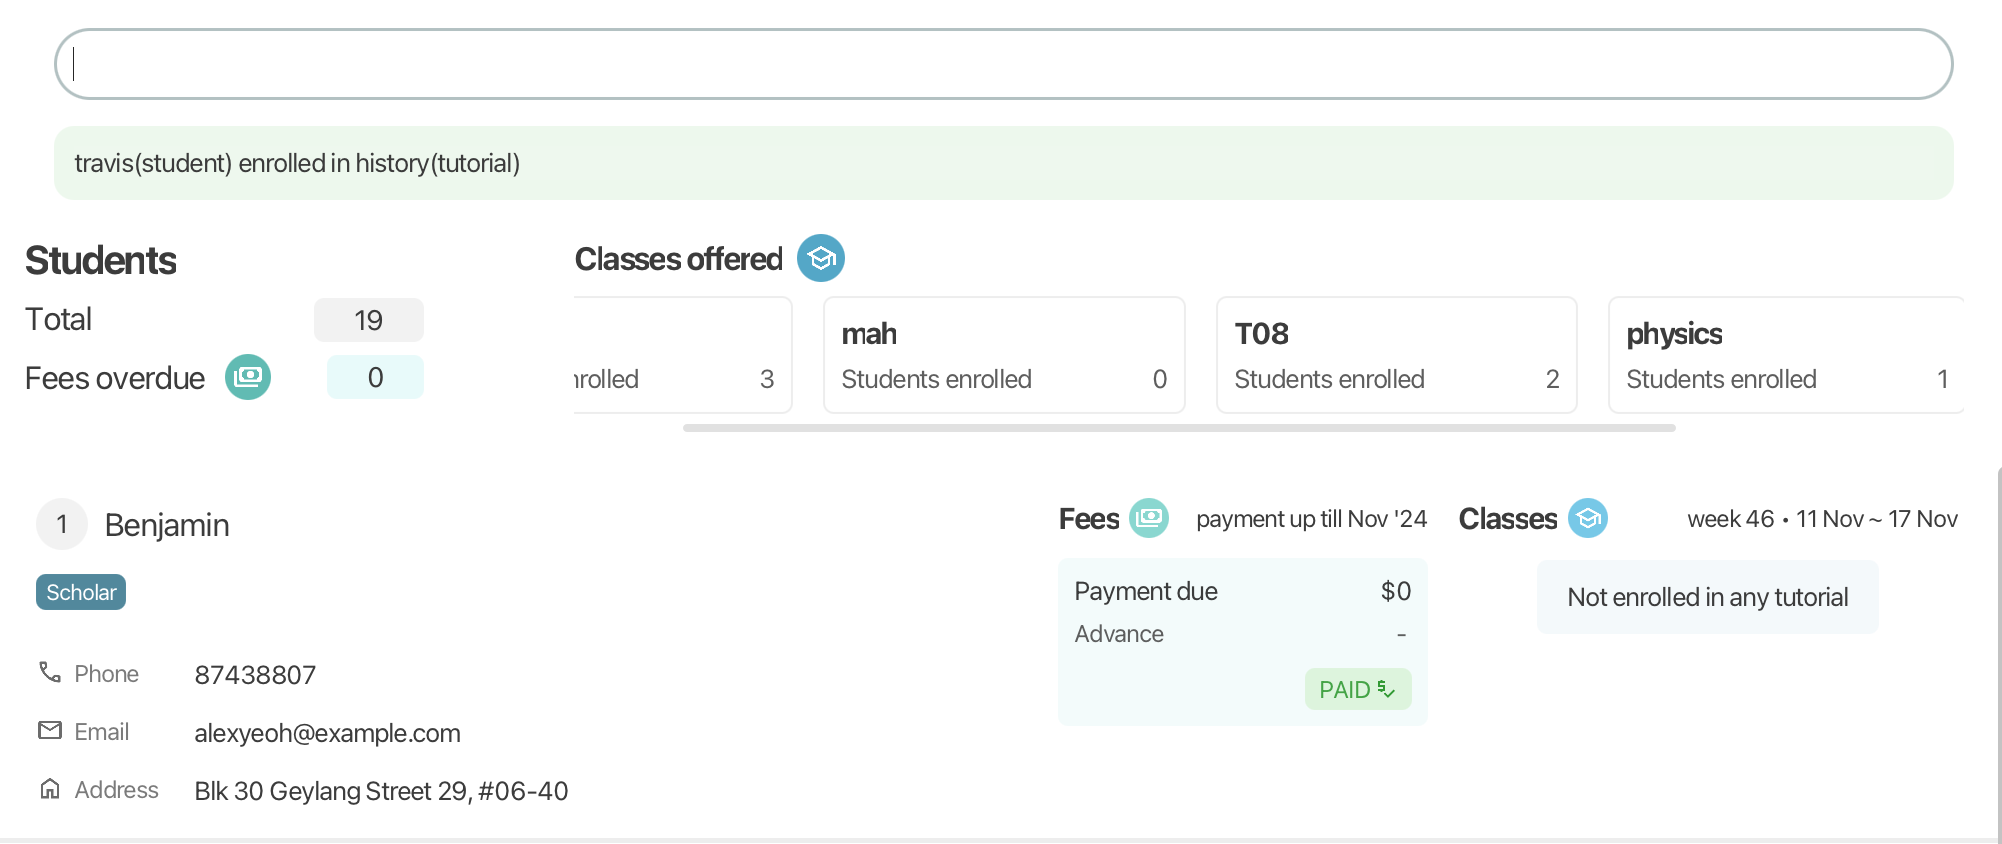 travis(student) enrolled in history(tutorial)
Students
Total 19
Fees overdue 0
Classes offered
3
mah
Students enrolled 0
T08
Students enrolled 2
physics
Students enrolled 1
1 Benjamin
Scholar
Phone 87438807
Email alexyeoh@example.com
Address Blk 30 Geylang Street 29, #06-40
Fees payment up till Nov '24
Payment due $0
Advance -
PAID
Classes week 46 • 11 Nov ~ 17 Nov
Not enrolled in any tutorial